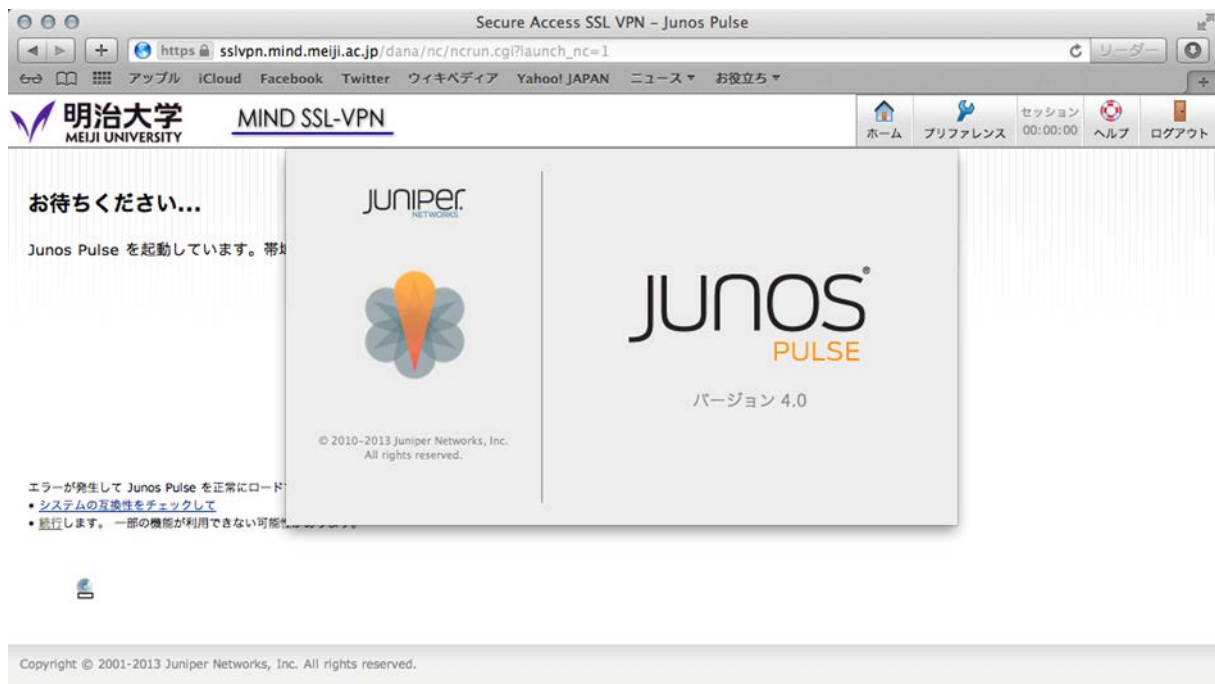 Secure Access SSL VPN – Junos Pulse
https sslvpn.mind.meiji.ac.jp/dana/nc/ncrun.cgi?launch_nc=1
リーダー
アップル iCloud Facebook Twitter ウィキペディア Yahoo! JAPAN ニュース▼ お役立ち▼
明治大学
MEIJI UNIVERSITY
MIND SSL-VPN
ホーム
プリファレンス
セッション
00:00:00
ヘルプ
ログアウト
お待ちください...
Junos Pulse を起動しています。帯
JUNIPER
NETWORKS
JUNOS®
PULSE
バージョン 4.0
© 2010-2013 Juniper Networks, Inc.
All rights reserved.
エラーが発生して Junos Pulse を正常にロード
• システムの互換性をチェックして
• 続行します。 一部の機能が利用できない可能性があります。
Copyright © 2001-2013 Juniper Networks, Inc. All rights reserved.